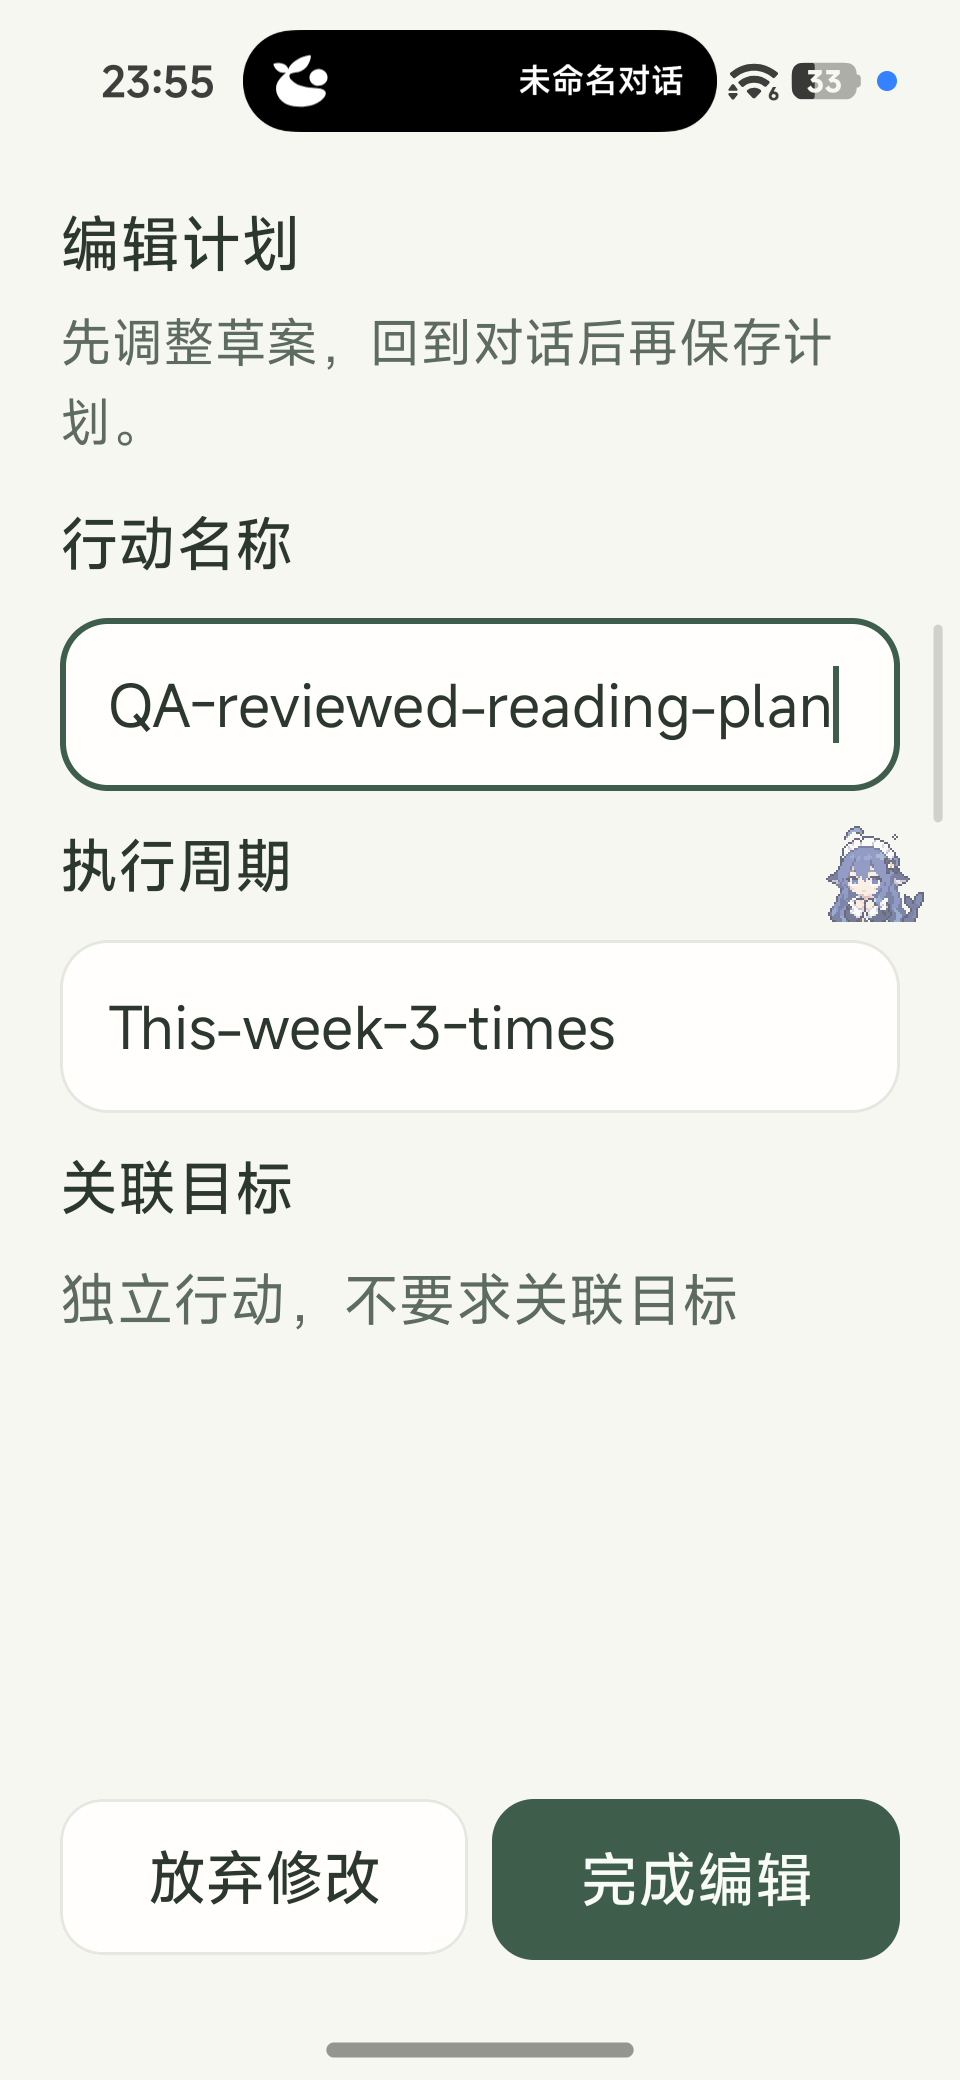 23:55
未命名对话
6
33
编辑计划
先调整草案，回到对话后再保存计
划。
行动名称
QA-reviewed-reading-plan
执行周期
This-week-3-times
关联目标
独立行动，不要求关联目标
放弃修改
完成编辑